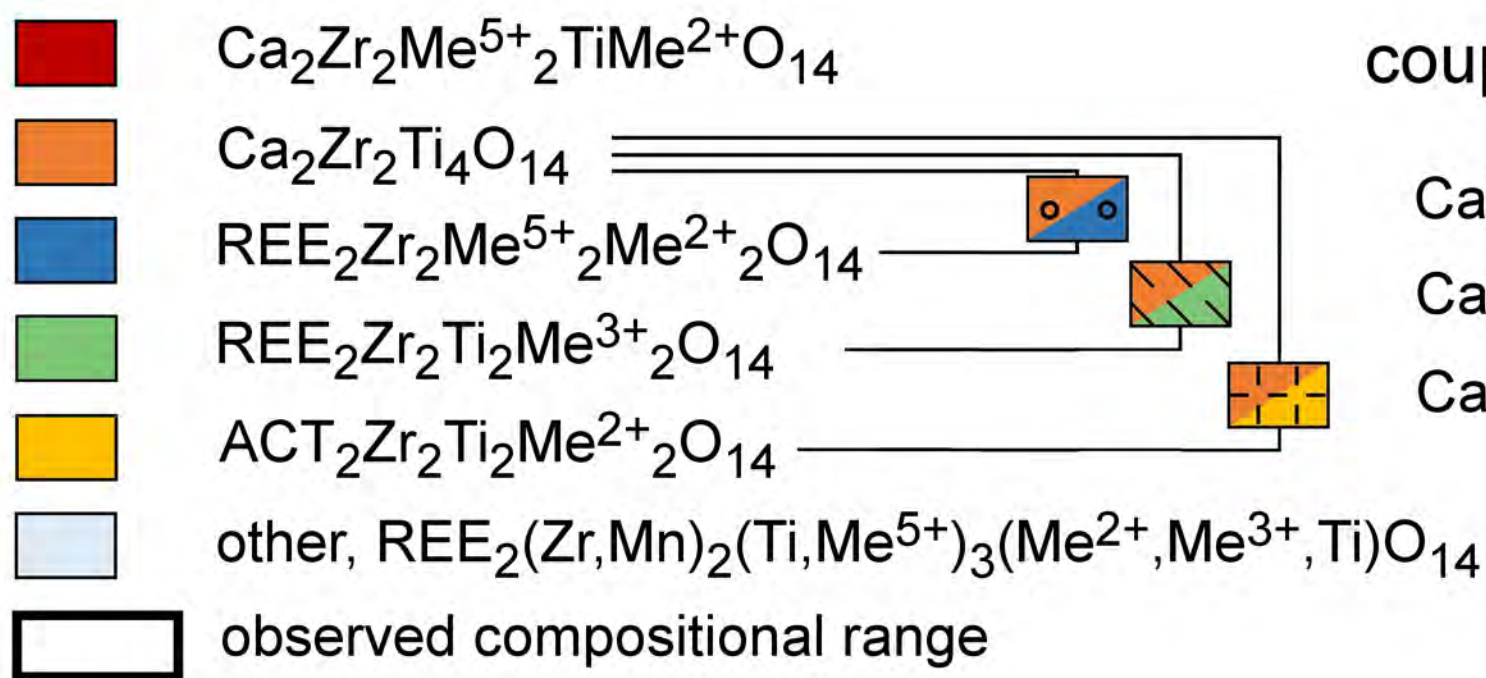 Ca₂Zr₂Me⁵⁺₂TiMe²⁺O₁₄
Ca₂Zr₂Ti₄O₁₄
REE₂Zr₂Me⁵⁺₂Me²⁺₂O₁₄
REE₂Zr₂Ti₂Me³⁺₂O₁₄
ACT₂Zr₂Ti₂Me²⁺₂O₁₄
other, REE₂(Zr,Mn)₂(Ti,Me⁵⁺)₃(Me²⁺,Me³⁺,Ti)O₁₄
observed compositional range
coup
Ca
Ca
Ca